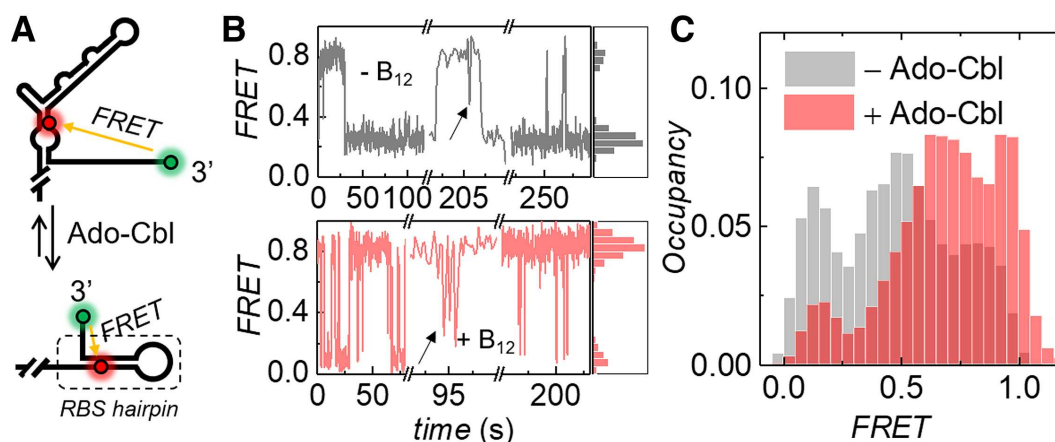 A
FRET
3’
Ado-Cbl
3’
FRET
RBS hairpin
B
FRET
0.8
0.4
0.0
- B12
0 50 100 205 250
FRET
0.8
0.4
0.0
+ B12
0 50 95 200
time (s)
C
Occupancy
0.10
0.05
0.00
– Ado-Cbl
+ Ado-Cbl
0.0 0.5 1.0
FRET